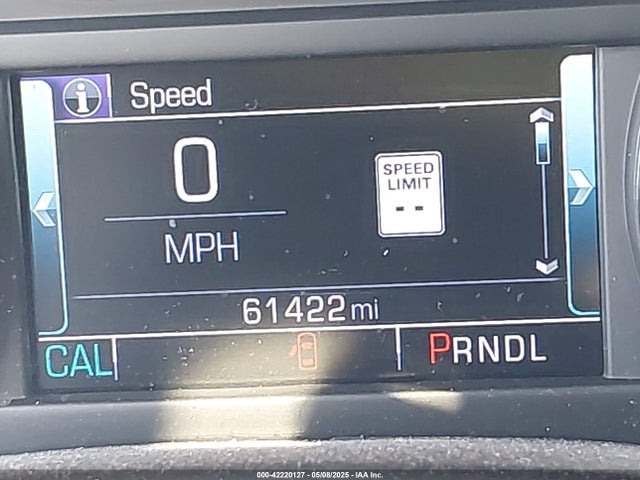 i Speed
0
MPH
SPEED
LIMIT
--
61422 mi
CAL PRNDL
000-42220127 - 05/08/2025 - IAA Inc.